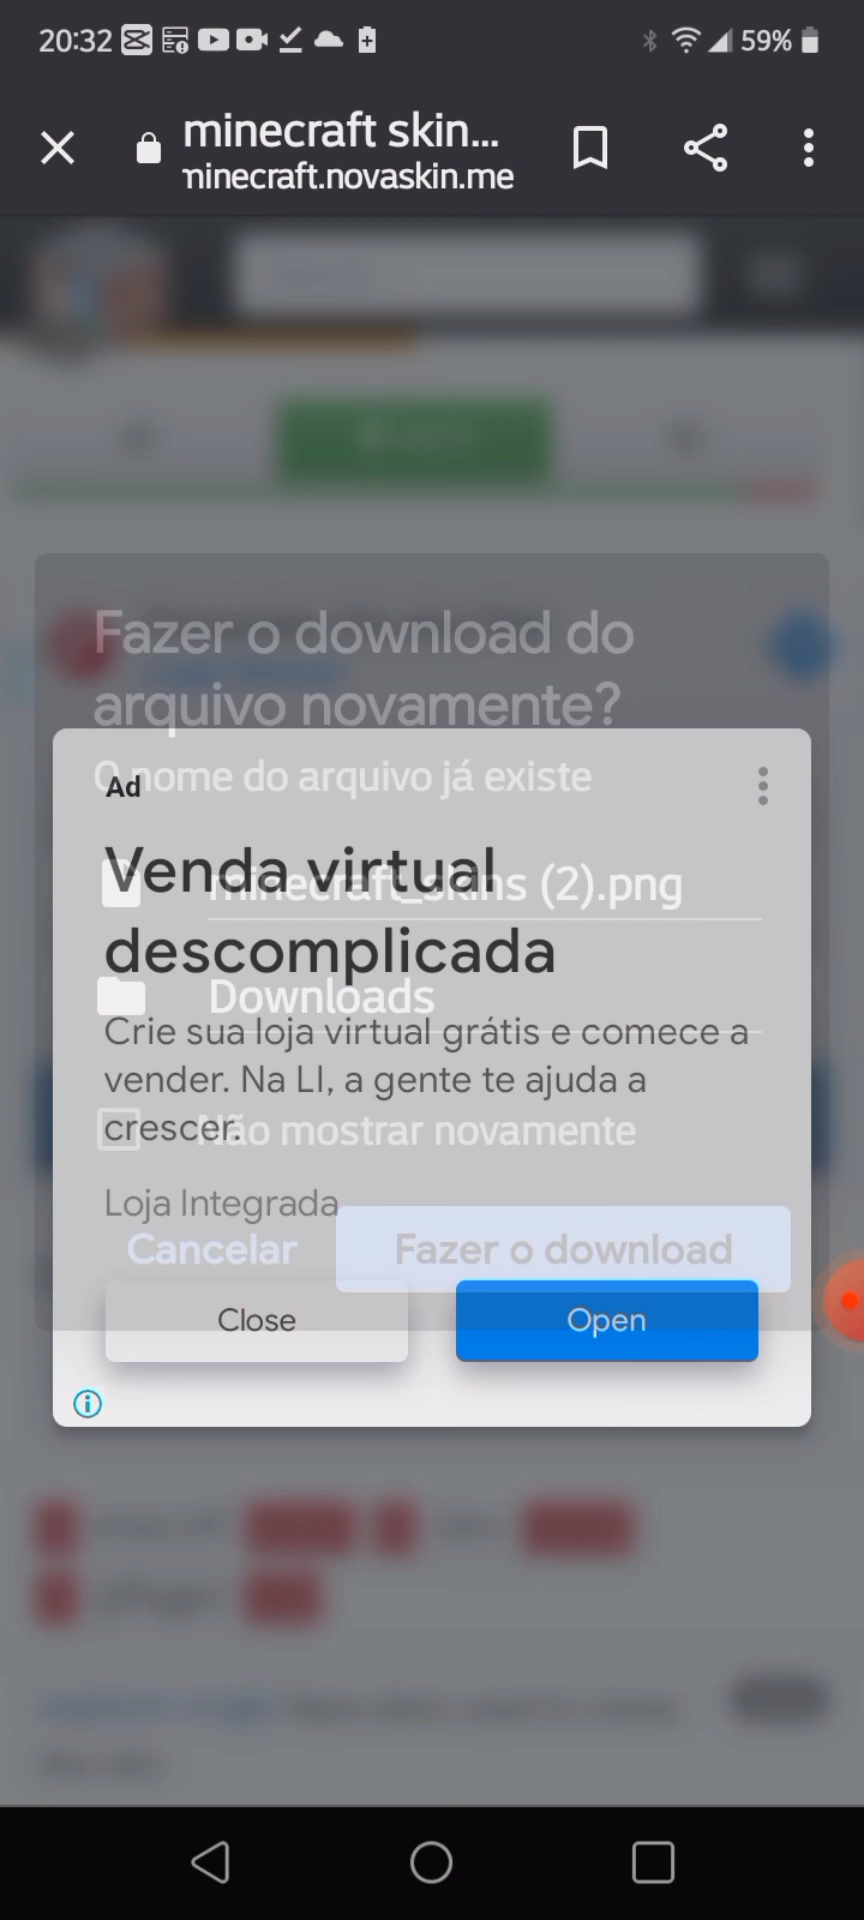 20:32
59%
minecraft skin...
minecraft.novaskin.me
Fazer o download do
arquivo novamente?
O nome do arquivo já existe
Ad
Venda virtual
minecraft_skins (2).png
descomplicada
Downloads
Crie sua loja virtual grátis e comece a
vender. Na LI, a gente te ajuda a
crescer.
Não mostrar novamente
Loja Integrada
Cancelar Fazer o download
Close Open